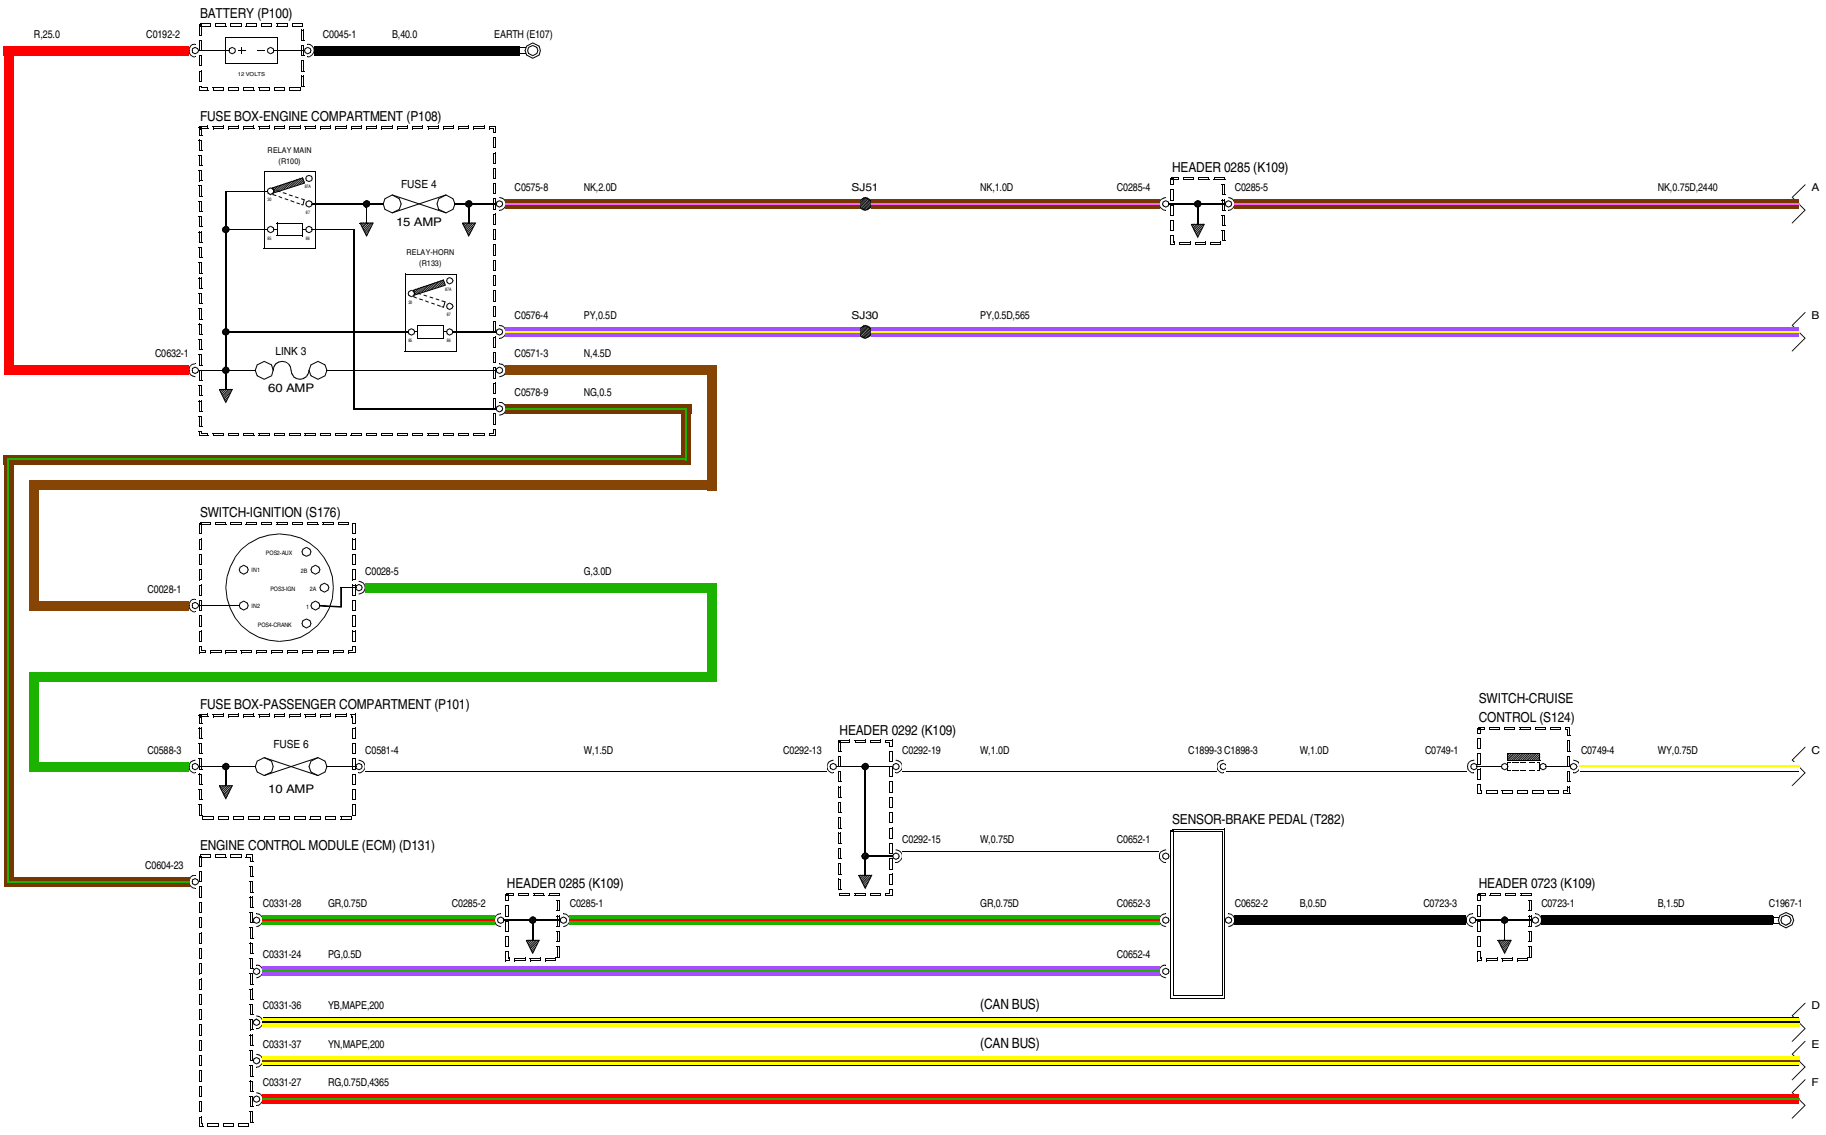 BATTERY (P100)
R,25.0 C0192-2 C0045-1 B,40.0 EARTH (E107)
+ −
12 VOLTS
FUSE BOX-ENGINE COMPARTMENT (P108)
RELAY MAIN
(R100)
87A
30
87
85 86
FUSE 4
15 AMP
C0575-8 NK,2.0D SJ51 NK,1.0D C0285-4
HEADER 0285 (K109)
C0285-5 NK,0.75D,2440 A
RELAY-HORN
(R133)
87A
30
87
C0576-4 PY,0.5D SJ30 PY,0.5D,565 B
C0632-1 LINK 3
60 AMP
C0571-3 N,4.5D
C0578-9 NG,0.5
SWITCH-IGNITION (S176)
POS2-AUX
IN1 2B
POS3-IGN 2A
IN2 1
POS4-CRANK
C0028-1 C0028-5 G,3.0D
FUSE BOX-PASSENGER COMPARTMENT (P101)
FUSE 6
10 AMP
C0588-3 C0581-4 W,1.5D C0292-13
HEADER 0292 (K109)
C0292-19 W,1.0D C1899-3 C1898-3 W,1.0D C0749-1
SWITCH-CRUISE
CONTROL (S124)
C0749-4 WY,0.75D C
C0292-15 W,0.75D C0652-1
SENSOR-BRAKE PEDAL (T282)
ENGINE CONTROL MODULE (ECM) (D131)
C0604-23
HEADER 0285 (K109)
C0331-28 GR,0.75D C0285-2 C0285-1 GR,0.75D C0652-3
HEADER 0723 (K109)
C0652-2 B,0.5D C0723-3 C0723-1 B,1.5D C1967-1
C0331-24 PG,0.5D C0652-4
C0331-36 YB,MAPE,200 (CAN BUS) D
C0331-37 YN,MAPE,200 (CAN BUS) E
C0331-27 RG,0.75D,4365 F